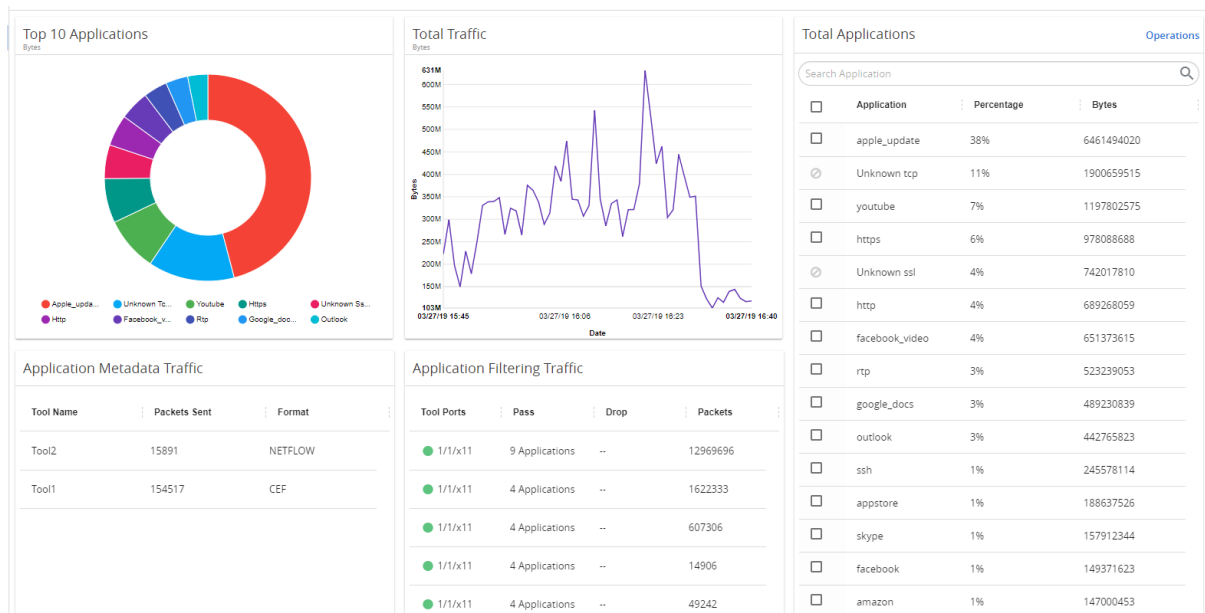 Top 10 Applications
Bytes
Apple_upda... Unknown Tc... Youtube Https Unknown Ss...
Http Facebook_v... Rtp Google_doc... Outlook
Total Traffic
Bytes
631M
600M
550M
500M
450M
400M
350M
300M
250M
200M
150M
103M
Bytes
03/27/19 15:45 03/27/19 16:06 03/27/19 16:23 03/27/19 16:40
Date
Total Applications Operations
Search Application
Application Percentage Bytes
apple_update 38% 6461494020
Unknown tcp 11% 1900659515
youtube 7% 1197802575
https 6% 978088688
Unknown ssl 4% 742017810
http 4% 689268059
facebook_video 4% 651373615
rtp 3% 523239053
google_docs 3% 489230839
outlook 3% 442765823
ssh 1% 245578114
appstore 1% 188637526
skype 1% 157912344
facebook 1% 149371623
amazon 1% 147000453
Application Metadata Traffic
Tool Name Packets Sent Format
Tool2 15891 NETFLOW
Tool1 154517 CEF
Application Filtering Traffic
Tool Ports Pass Drop Packets
1/1/x11 9 Applications -- 12969696
1/1/x11 4 Applications -- 1622333
1/1/x11 4 Applications -- 607306
1/1/x11 4 Applications -- 14906
1/1/x11 4 Applications -- 49242